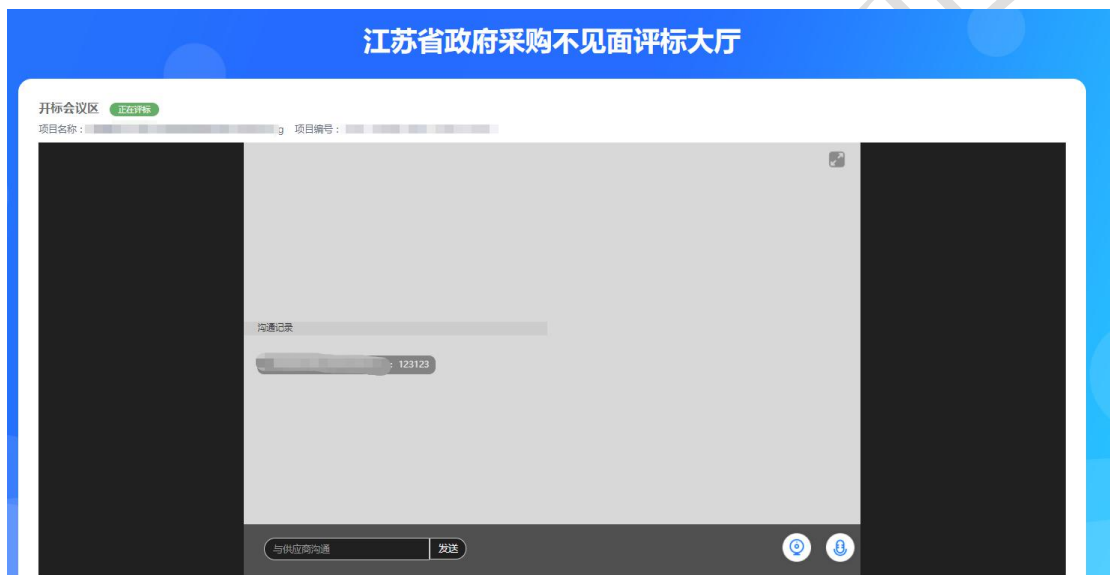 江苏省政府采购不见面评标大厅
开标会议区 正在评标
项目名称： g 项目编号：
沟通记录
：123123
与供应商沟通 发送